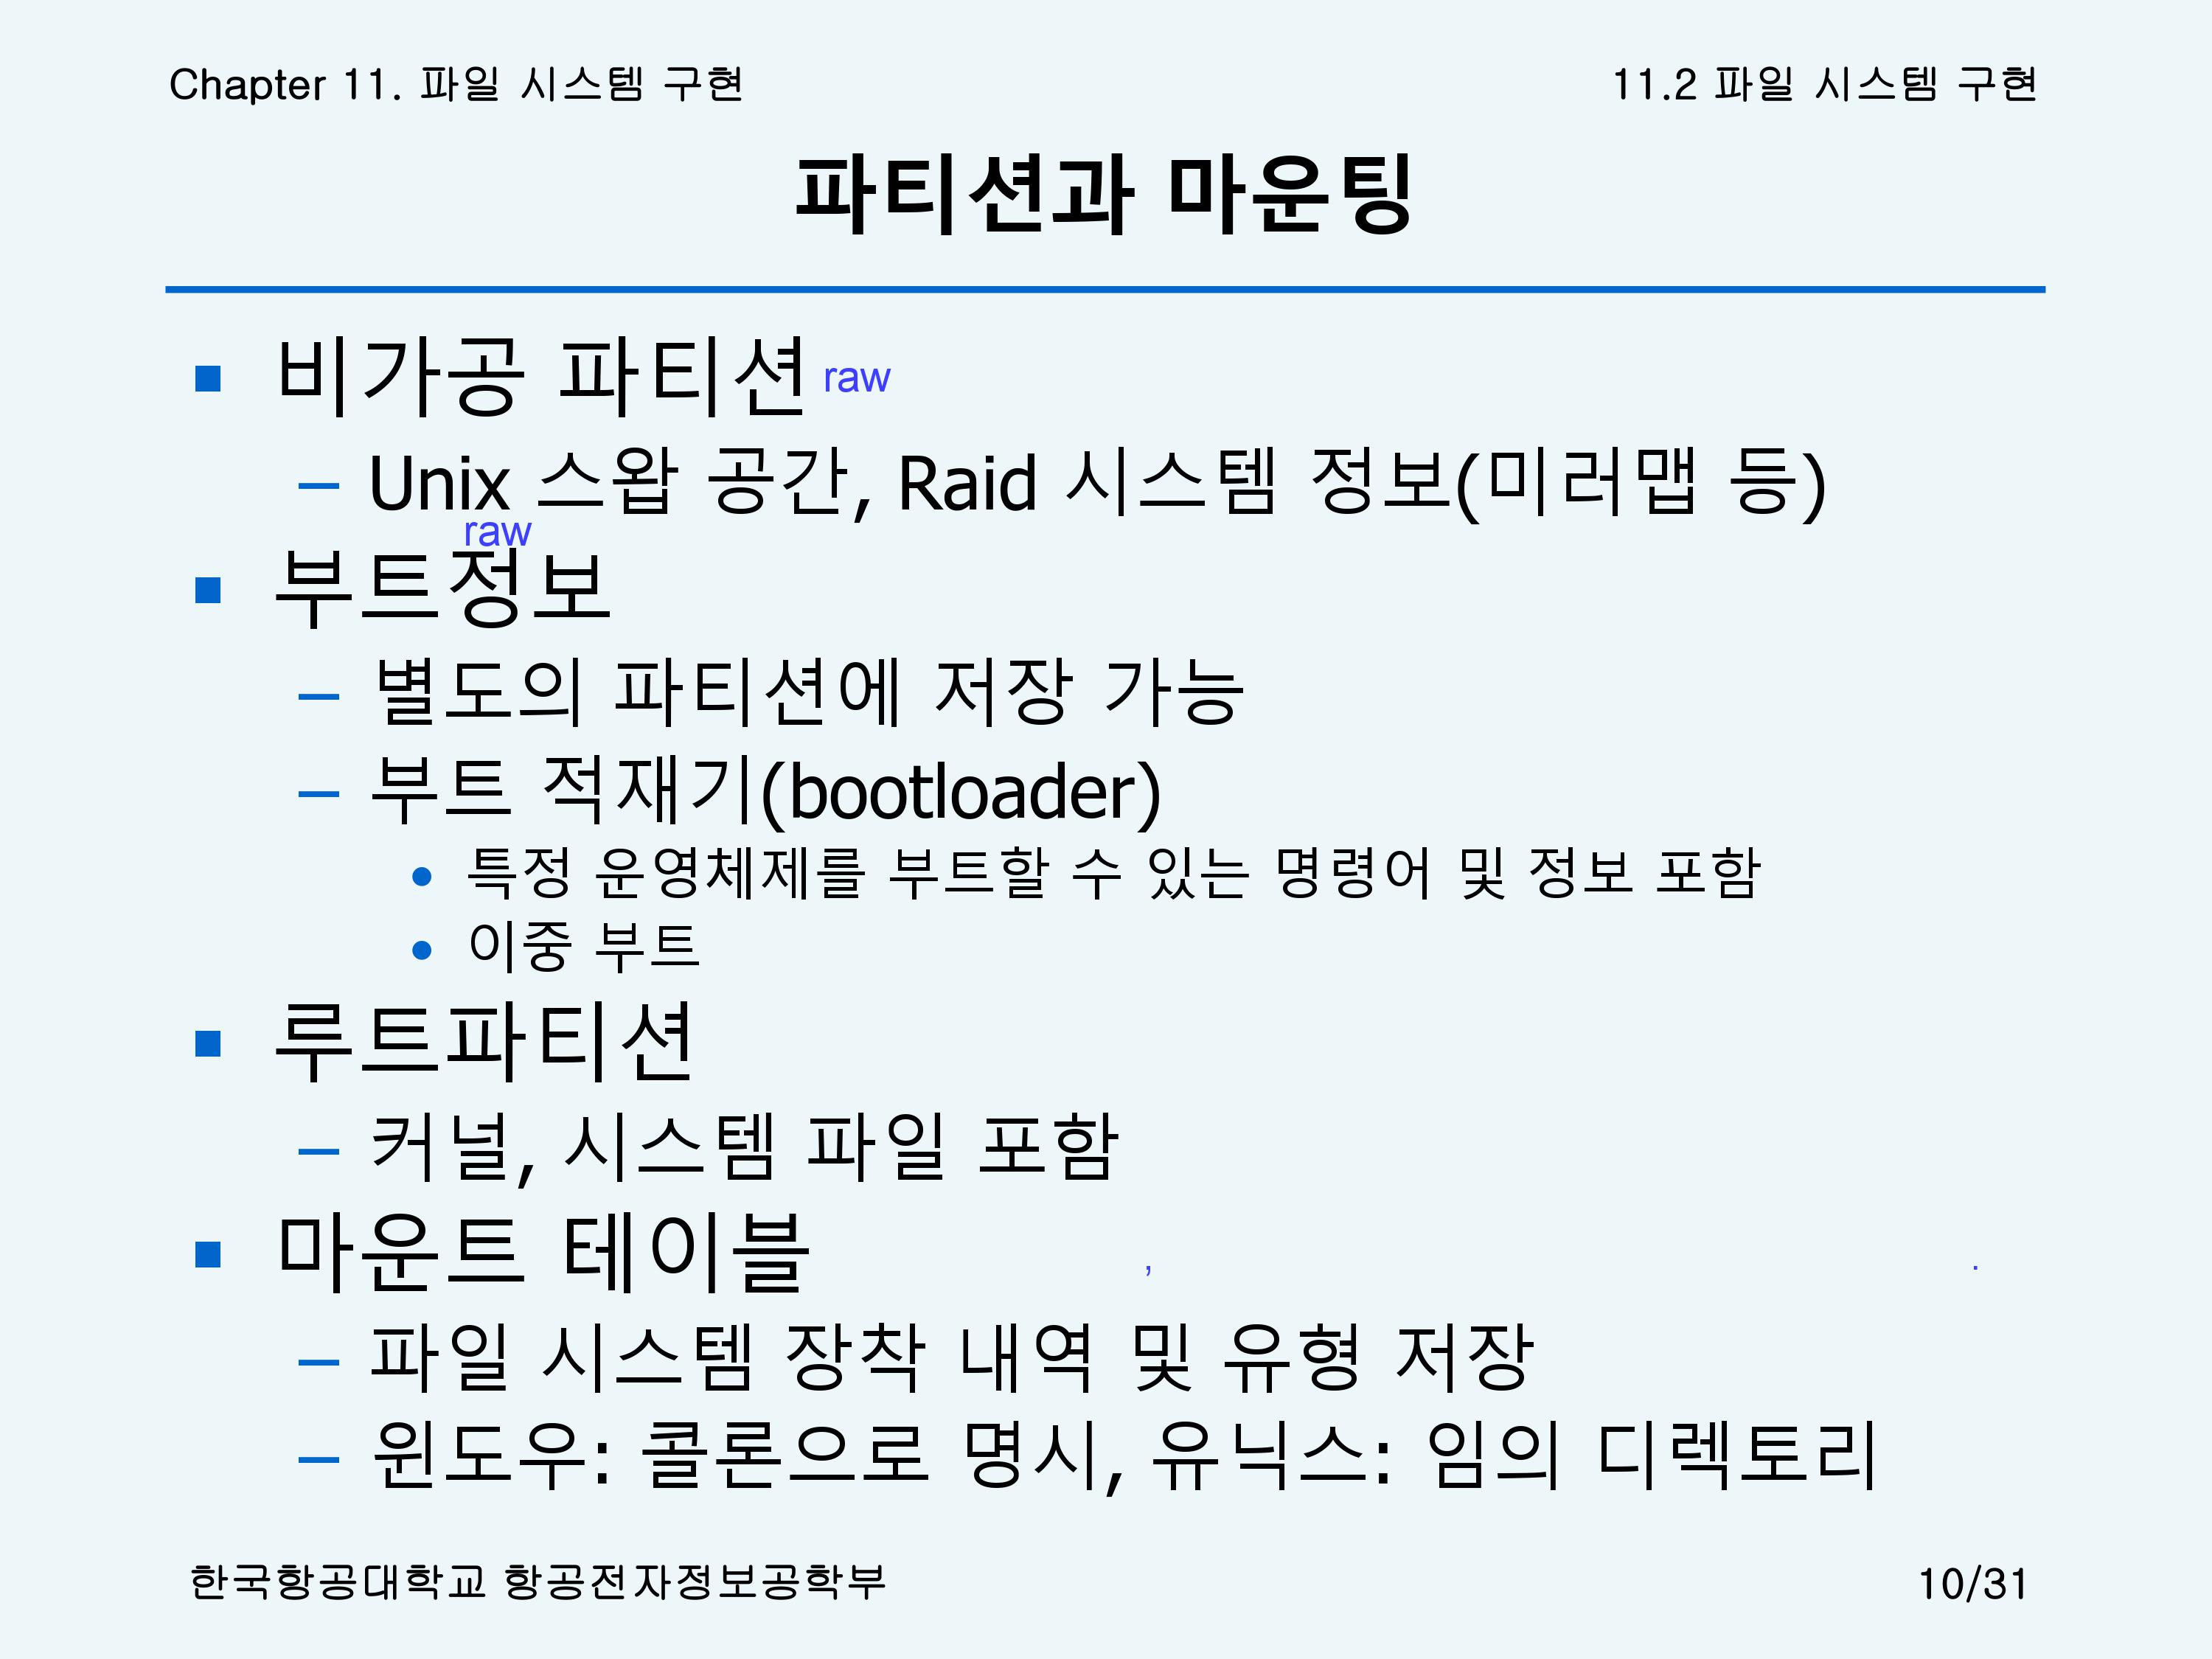 Chapter 11. 파일 시스템 구현
11.2 파일 시스템 구현
파티션과 마운팅
비가공 파티션 raw
– Unix 스왑 공간, Raid 시스템 정보(미러맵 등)
raw
부트정보
– 별도의 파티션에 저장 가능
– 부트 적재기(bootloader)
• 특정 운영체제를 부트할 수 있는 명령어 및 정보 포함
• 이중 부트
루트파티션
– 커널, 시스템 파일 포함
마운트 테이블 , .
– 파일 시스템 장착 내역 및 유형 저장
– 윈도우: 콜론으로 명시, 유닉스: 임의 디렉토리
한국항공대학교 항공전자정보공학부
10/31